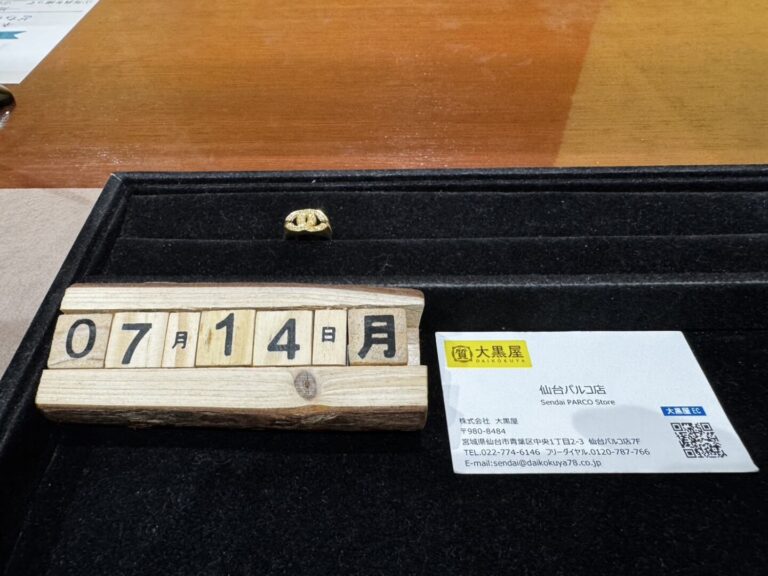 07月14日月
質 大黒屋
DAIKOKUYA
仙台パルコ店
Sendai PARCO Store
大黒屋 EC
株式会社 大黒屋
〒980-8484
宮城県仙台市青葉区中央1丁目2-3 仙台パルコ店7F
TEL.022-774-6146 フリーダイヤル.0120-787-766
E-mail:sendai@daikokuya78.co.jp